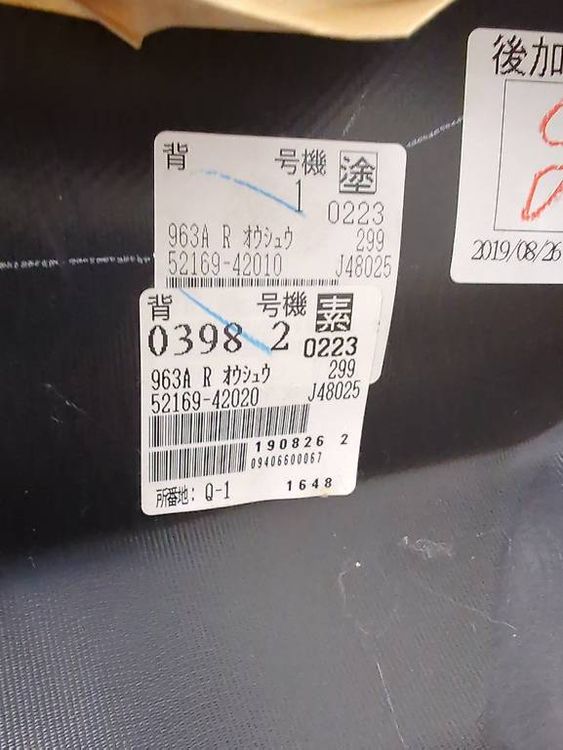 後加
2019/08/26
背 号機 塗
1 0223
963A R オウシュウ 299
52169-42010 J48025
背 号機 素
0398 2 0223
963A R オウシュウ 299
52169-42020 J48025
190826 2
09406600067
所番地: Q-1 1648